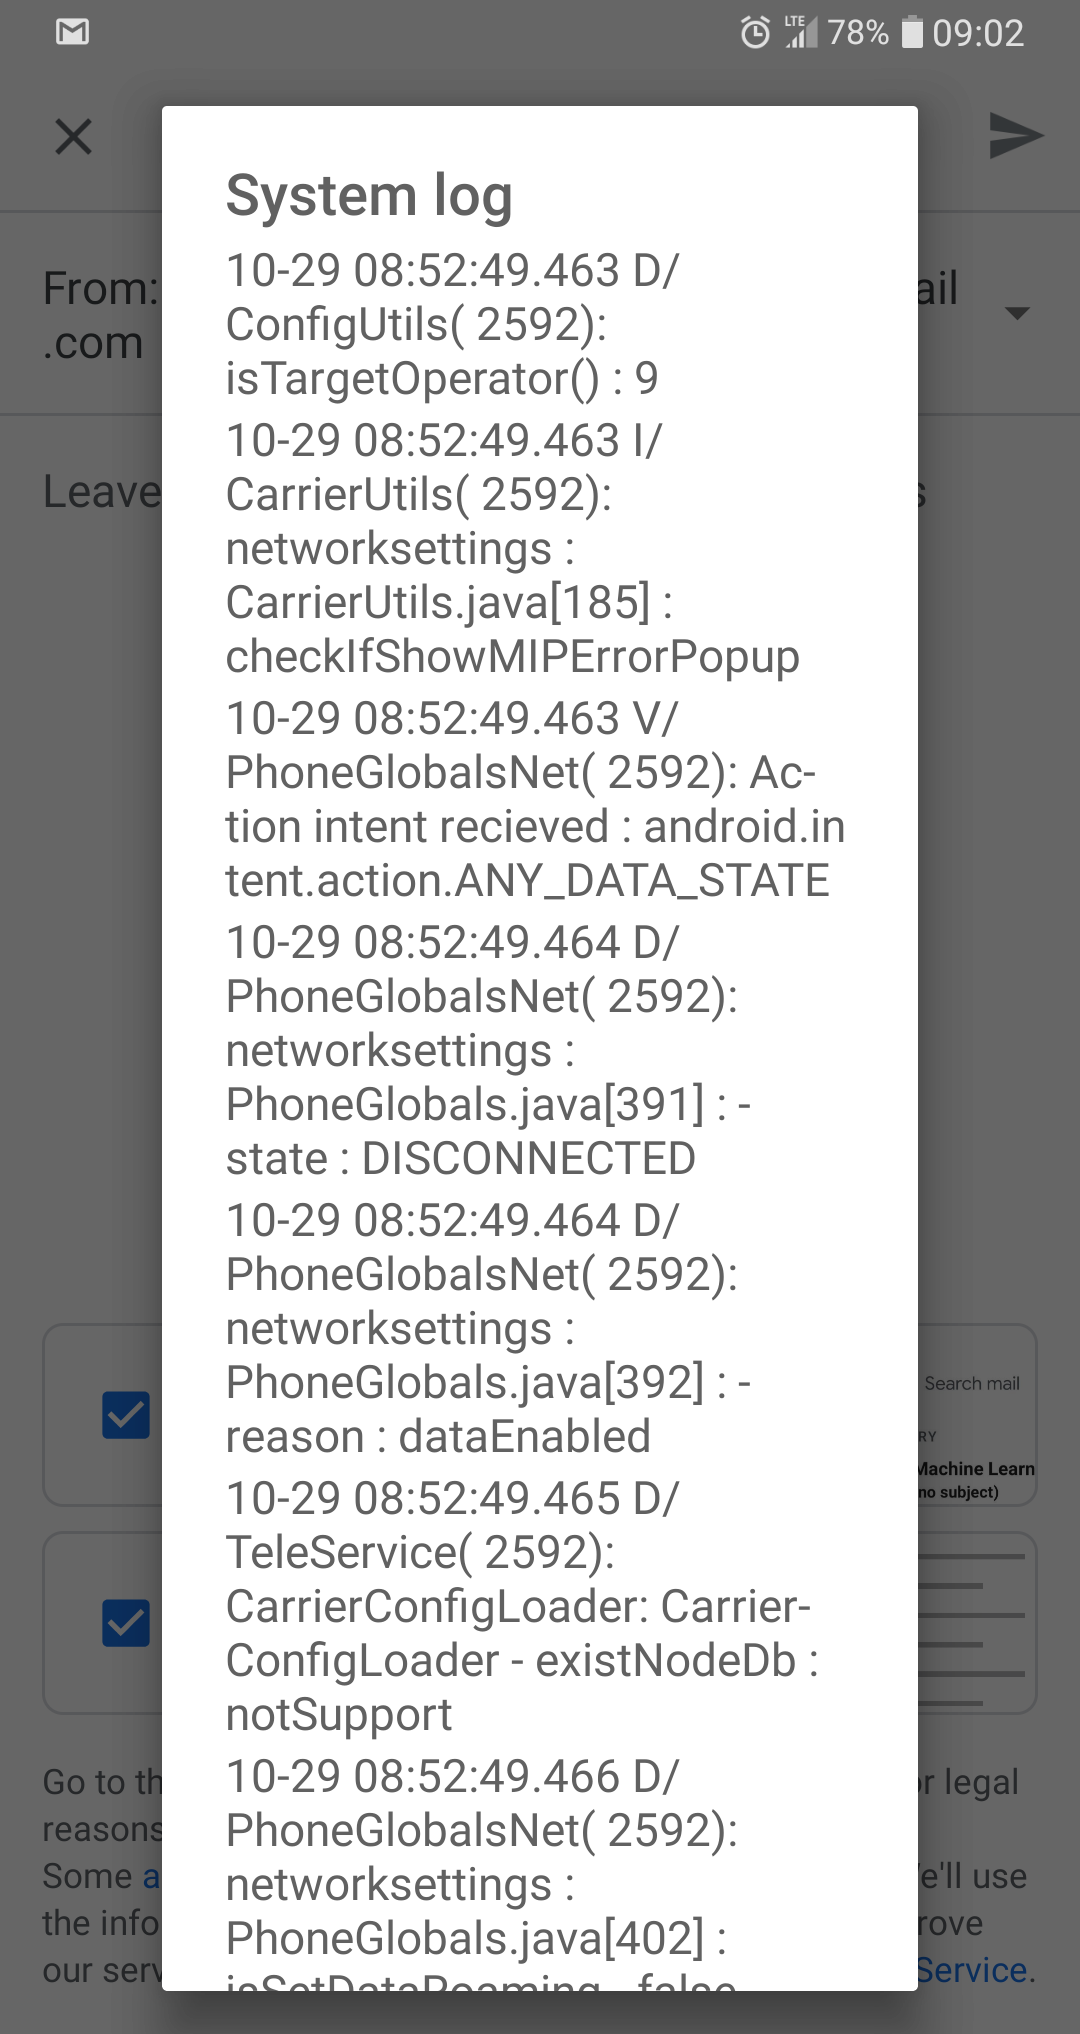 LTE 78% 09:02
System log
10-29 08:52:49.463 D/
ConfigUtils( 2592):
isTargetOperator() : 9
10-29 08:52:49.463 I/
CarrierUtils( 2592):
networksettings :
CarrierUtils.java[185] :
checkIfShowMIPErrorPopup
10-29 08:52:49.463 V/
PhoneGlobalsNet( 2592): Ac-
tion intent recieved : android.in
tent.action.ANY_DATA_STATE
10-29 08:52:49.464 D/
PhoneGlobalsNet( 2592):
networksettings :
PhoneGlobals.java[391] : -
state : DISCONNECTED
10-29 08:52:49.464 D/
PhoneGlobalsNet( 2592):
networksettings :
PhoneGlobals.java[392] : -
reason : dataEnabled
10-29 08:52:49.465 D/
TeleService( 2592):
CarrierConfigLoader: Carrier-
ConfigLoader - existNodeDb :
notSupport
10-29 08:52:49.466 D/
PhoneGlobalsNet( 2592):
networksettings :
PhoneGlobals.java[402] :
From: ail
.com
Leave s
Search mail
RY
Machine Learn
no subject)
Go to th or legal
reasons
Some a e'll use
the info rove
our serv Service.